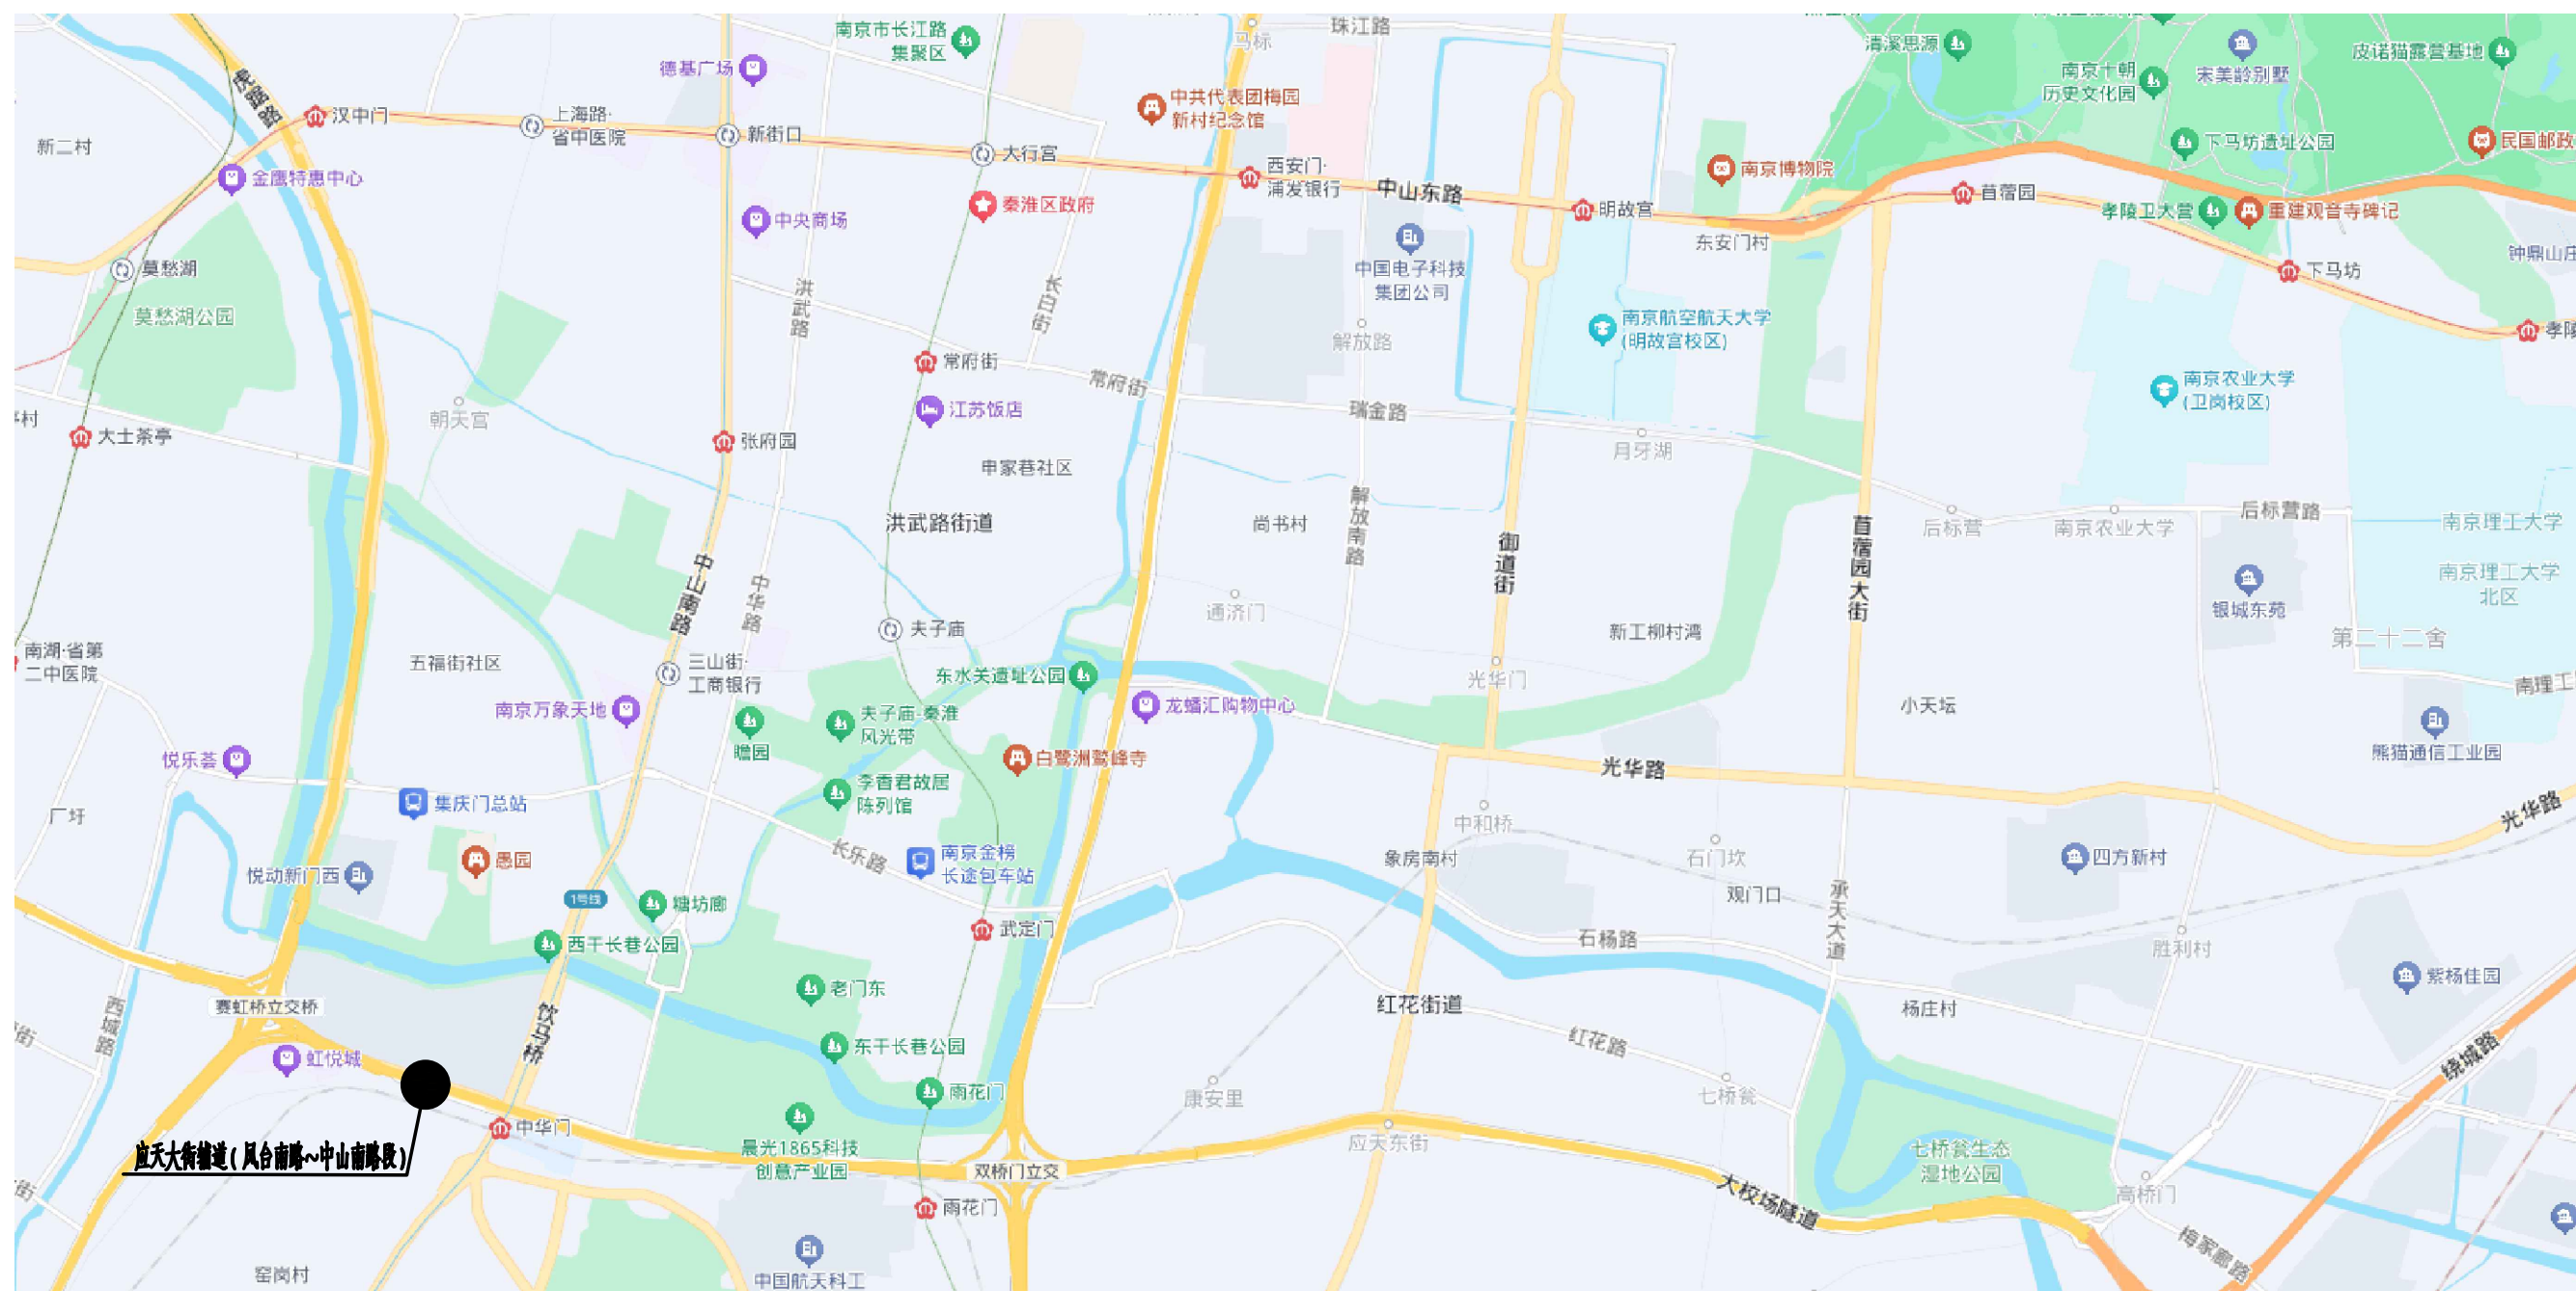 南京市长江路
集聚区
马标
珠江路
清溪思源
南京十朝
历史文化园
宋美龄别墅
皮诺猫露营基地
德基广场
虎踞路
汉中门
上海路·
省中医院
新街口
大行宫
中共代表团梅园
新村纪念馆
西安门·
浦发银行
中山东路
南京博物院
下马坊遗址公园
民国邮政
新二村
金鹰特惠中心
中央商场
秦淮区政府
明故宫
苜蓿园
孝陵卫大营
重建观音寺碑记
东安门村
钟鼎山庄
莫愁湖
莫愁湖公园
洪武路
长白街
中国电子科技
集团公司
下马坊
解放路
南京航空航天大学
(明故宫校区)
孝陵
常府街
常府街
南京农业大学
(卫岗校区)
朝天宫
江苏饭店
瑞金路
月牙湖
大士茶亭
张府园
申家巷社区
洪武路街道
尚书村
解放南路
御道街
苜蓿园大街
后标营
南京农业大学
后标营路
南京理工大学
南京理工大学
北区
银城东苑
第二十二舍
中山南路
中华路
夫子庙
通济门
新工柳村湾
南湖·省第
二中医院
五福街社区
三山街·
工商银行
东水关遗址公园
光华门
小天坛
南理工
南京万象天地
瞻园
夫子庙-秦淮
风光带
龙蟠汇购物中心
熊猫通信工业园
悦乐荟
白鹭洲鹫峰寺
光华路
李香君故居
陈列馆
集庆门总站
厂圩
长乐路
南京金榜
长途包车站
中和桥
象房南村
石门坎
四方新村
光华路
愚园
悦动新门西
1号线
糖坊廊
观门口
承天大道
武定门
西干长巷公园
石杨路
胜利村
老门东
紫杨佳园
赛虹桥立交桥
西城路
饮马桥
红花街道
杨庄村
红花路
东干长巷公园
虹悦城
绕城路
雨花门
康安里
七桥瓮
中华门
应天大街辅道(凤台南路~中山南路段)
晨光1865科技
创意产业园
双桥门立交
应天东街
七桥瓮生态
湿地公园
大校场隧道
高桥门
雨花门
梅家廊路
窑岗村
中国航天科工